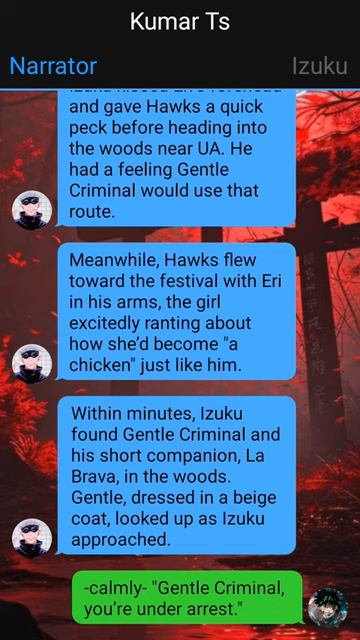 Kumar Ts
Narrator
Izuku
and gave Hawks a quick
peck before heading into
the woods near UA. He
had a feeling Gentle
Criminal would use that
route.
Meanwhile, Hawks flew
toward the festival with Eri
in his arms, the girl
excitedly ranting about
how she'd become "a
chicken" just like him.
Within minutes, Izuku
found Gentle Criminal and
his short companion, La
Brava, in the woods.
Gentle, dressed in a beige
coat, looked up as Izuku
approached.
-calmly- "Gentle Criminal,
you're under arrest."